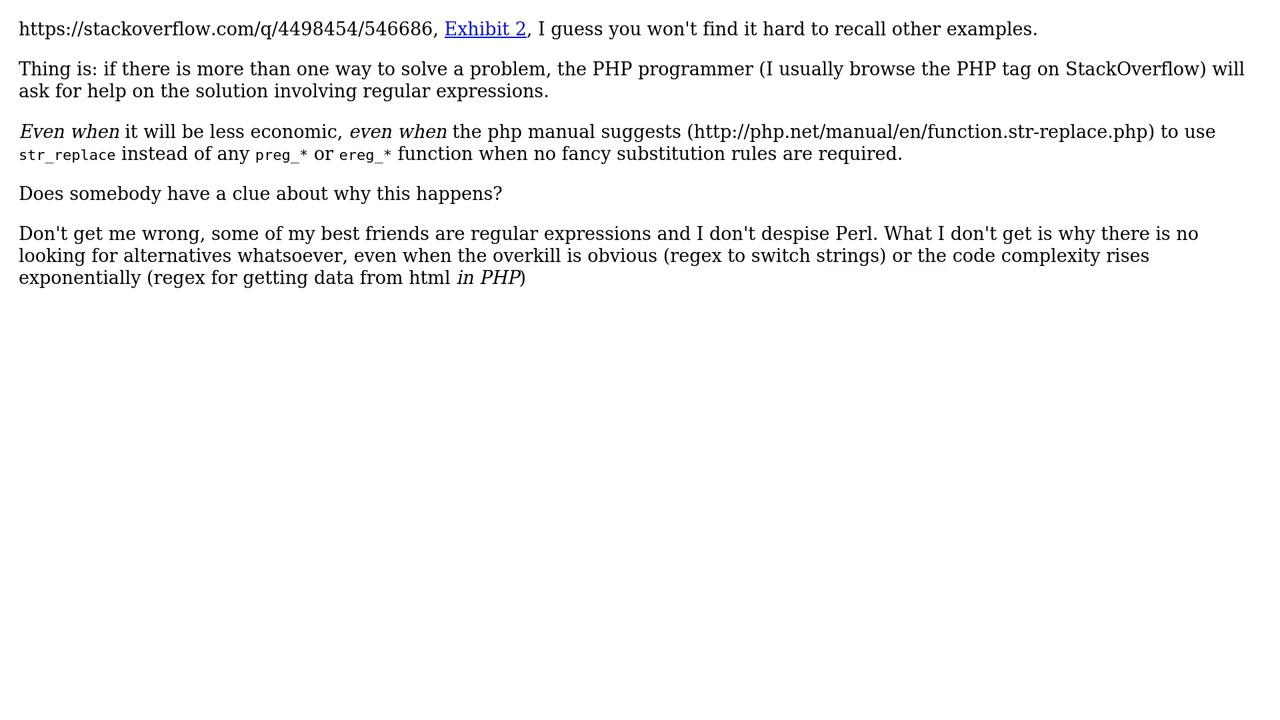 https://stackoverflow.com/q/4498454/546686, Exhibit 2, I guess you won't find it hard to recall other examples.
Thing is: if there is more than one way to solve a problem, the PHP programmer (I usually browse the PHP tag on StackOverflow) will
ask for help on the solution involving regular expressions.
Even when it will be less economic, even when the php manual suggests (http://php.net/manual/en/function.str-replace.php) to use
str_replace instead of any preg_* or ereg_* function when no fancy substitution rules are required.
Does somebody have a clue about why this happens?
Don't get me wrong, some of my best friends are regular expressions and I don't despise Perl. What I don't get is why there is no
looking for alternatives whatsoever, even when the overkill is obvious (regex to switch strings) or the code complexity rises
exponentially (regex for getting data from html in PHP)